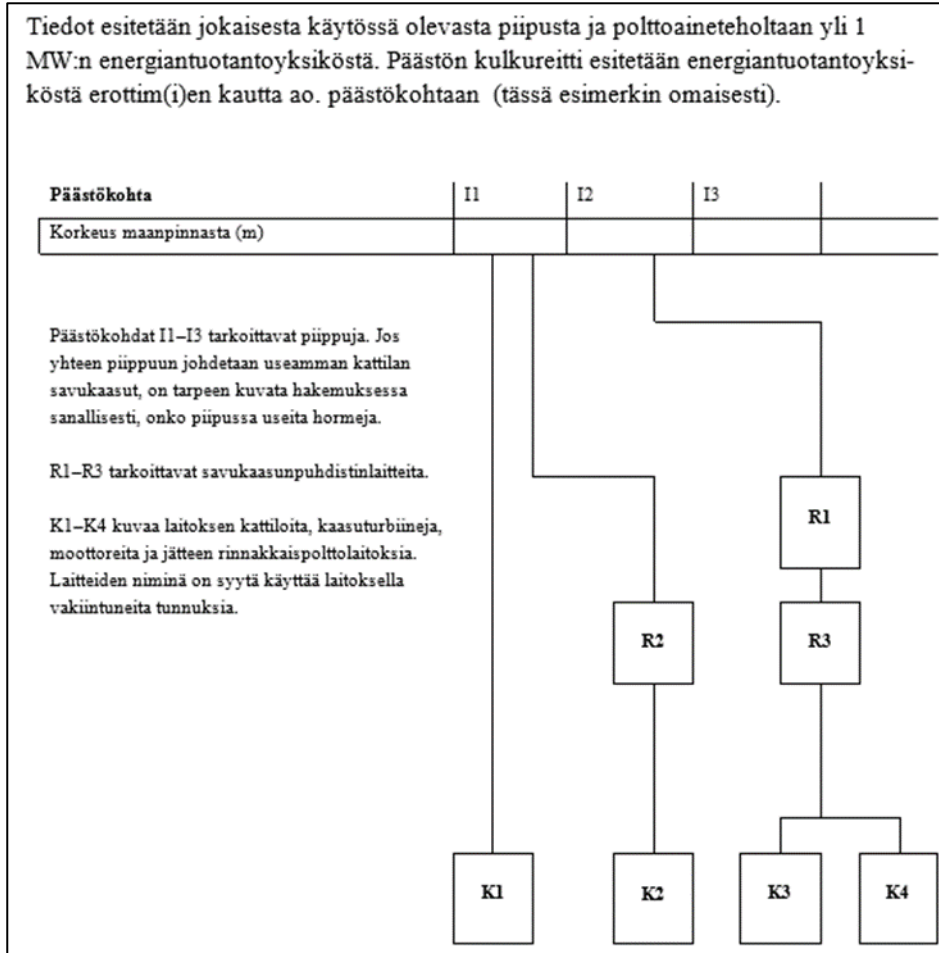 Tiedot esitetään jokaisesta käytössä olevasta piipusta ja polttoaineteholtaan yli 1
MW:n energiantuotantoyksiköstä. Päästön kulkureitti esitetään energiantuotantoyksi-
köstä erottim(i)en kautta ao. päästökohtaan (tässä esimerkin omaisesti).
Päästökohta I1 I2 I3
Korkeus maanpinnasta (m)
Päästökohdat I1–I3 tarkoittavat piippuja. Jos
yhteen piippuun johdetaan useamman kattilan
savukaasut, on tarpeen kuvata hakemuksessa
sanallisesti, onko piipussa useita hormeja.
R1–R3 tarkoittavat savukaasunpuhdistinlaitteita.
K1–K4 kuvaa laitoksen kattiloita, kaasuturbiineja,
moottoreita ja jätteen rinnakkaispolttolaitoksia.
Laitteiden niminä on syytä käyttää laitoksella
vakiintuneita tunnuksia.
R1
R2 R3
K1 K2 K3 K4